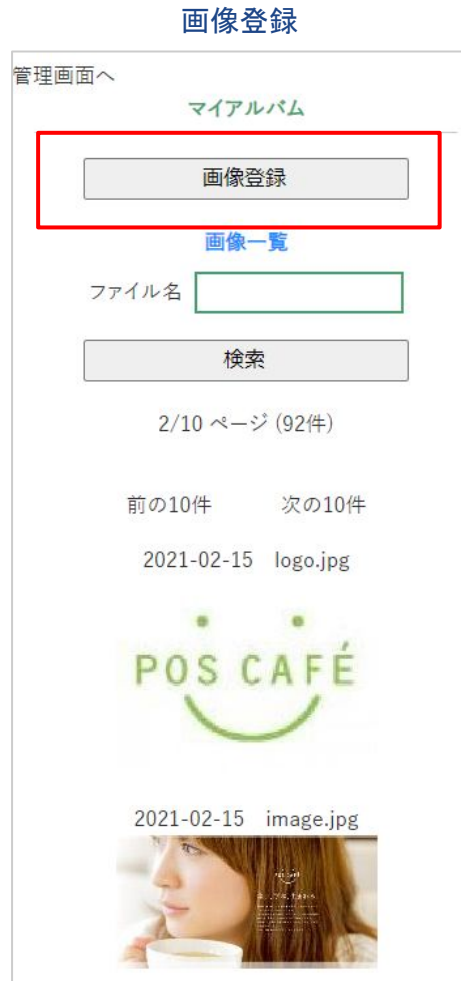 画像登録
管理画面へ
マイアルバム
画像登録
画像一覧
ファイル名
検索
2/10 ページ (92件)
前の10件 次の10件
2021-02-15 logo.jpg
POS CAFÉ
2021-02-15 image.jpg